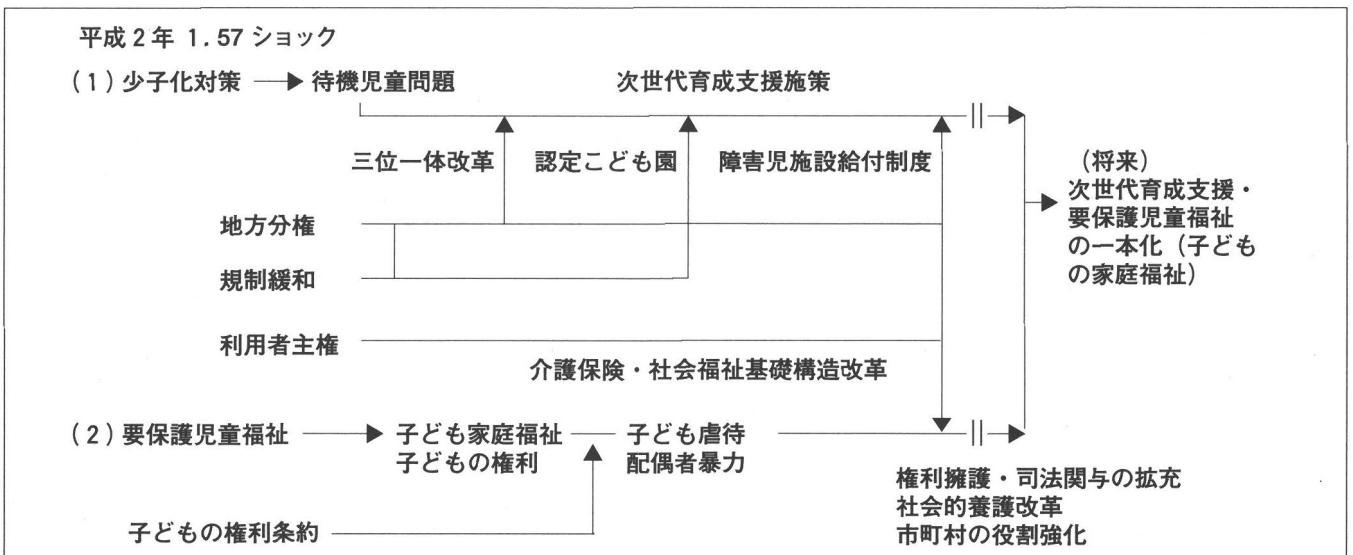 平成2年 1.57ショック
(1)少子化対策 待機児童問題 次世代育成支援施策
三位一体改革 認定こども園 障害児施設給付制度
(将来)
次世代育成支援・
要保護児童福祉
の一本化(子ども
の家庭福祉)
地方分権
規制緩和
利用者主権
介護保険・社会福祉基礎構造改革
(2)要保護児童福祉 子ども家庭福祉 子ども虐待
子どもの権利 配偶者暴力
権利擁護・司法関与の拡充
社会的養護改革
市町村の役割強化
子どもの権利条約